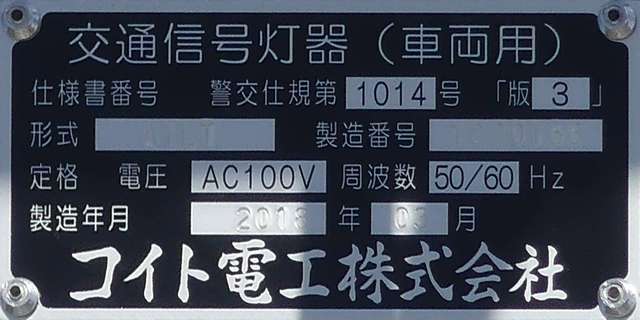 交通信号灯器（車両用）
仕様書番号 警交仕規第 1014 号 「版 3 」
形式 製造番号
定格 電圧 AC100V 周波数 50/60 Hz
製造年月 2018 年 03 月
コイト電工株式会社